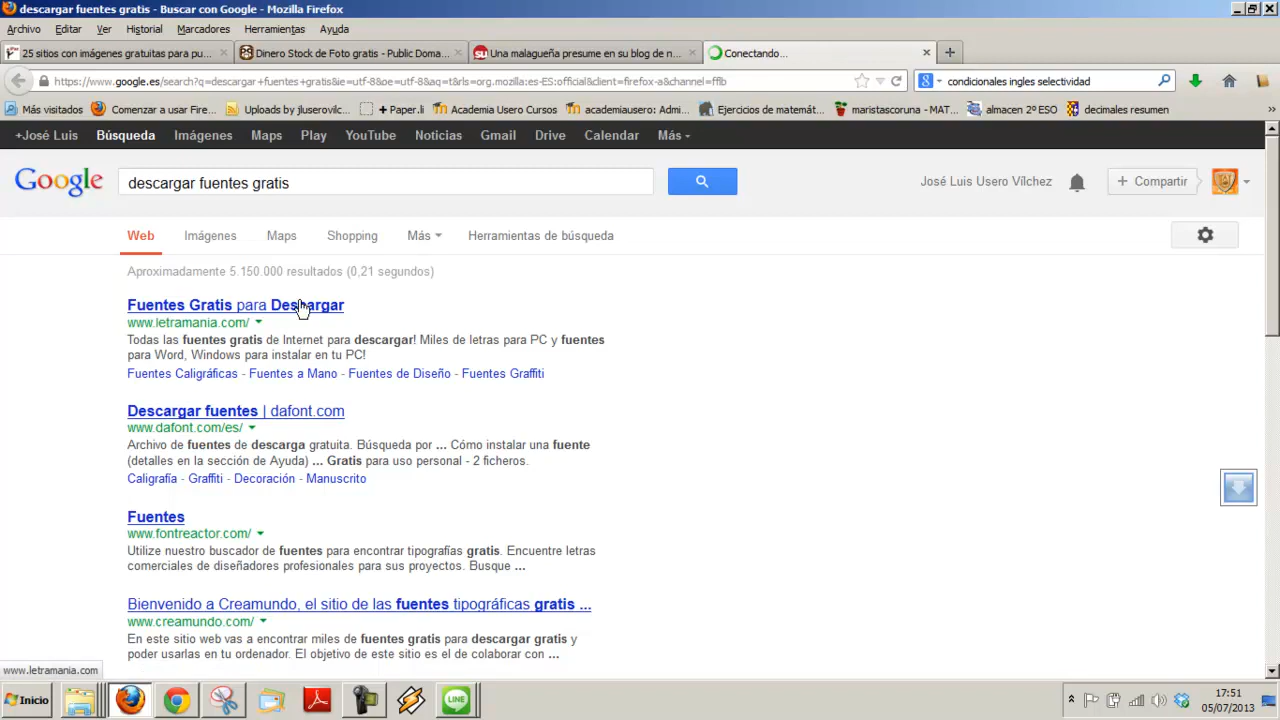 descargar fuentes gratis - Buscar con Google - Mozilla Firefox
Archivo Editar Ver Historial Marcadores Herramientas Ayuda
25 sitios con imágenes gratuitas para pu... Dinero Stock de Foto gratis - Public Doma... Una malagueña presume en su blog de n... Conectando...
https://www.google.es/search?q=descargar+fuentes+gratis&ie=utf-8&oe=utf-8&aq=t&rls=org.mozilla:es-ES:official&client=firefox-a&channel=fflb condicionales ingles selectividad
Más visitados Comenzar a usar Fire... Uploads by jluserovilc... + Paper.li Academia Usero Cursos academiausero: Admi... Ejercicios de matemát... maristascoruna - MAT... almacen 2º ESO decimales resumen »
+José Luis Búsqueda Imágenes Maps Play YouTube Noticias Gmail Drive Calendar Más
Google descargar fuentes gratis José Luis Usero Vílchez + Compartir
Web Imágenes Maps Shopping Más Herramientas de búsqueda
Aproximadamente 5.150.000 resultados (0,21 segundos)
Fuentes Gratis para Descargar
www.letramania.com/
Todas las fuentes gratis de Internet para descargar! Miles de letras para PC y fuentes
para Word, Windows para instalar en tu PC!
Fuentes Caligráficas - Fuentes a Mano - Fuentes de Diseño - Fuentes Graffiti
Descargar fuentes | dafont.com
www.dafont.com/es/
Archivo de fuentes de descarga gratuita. Búsqueda por ... Cómo instalar una fuente
(detalles en la sección de Ayuda) ... Gratis para uso personal - 2 ficheros.
Caligrafía - Graffiti - Decoración - Manuscrito
Fuentes
www.fontreactor.com/
Utilize nuestro buscador de fuentes para encontrar tipografías gratis. Encuentre letras
comerciales de diseñadores profesionales para sus proyectos. Busque ...
Bienvenido a Creamundo, el sitio de las fuentes tipográficas gratis ...
www.creamundo.com/
En este sitio web vas a encontrar miles de fuentes gratis para descargar gratis y
poder usarlas en tu ordenador. El objetivo de este sitio es el de colaborar con ...
www.letramania.com
Inicio LINE 17:51
05/07/2013